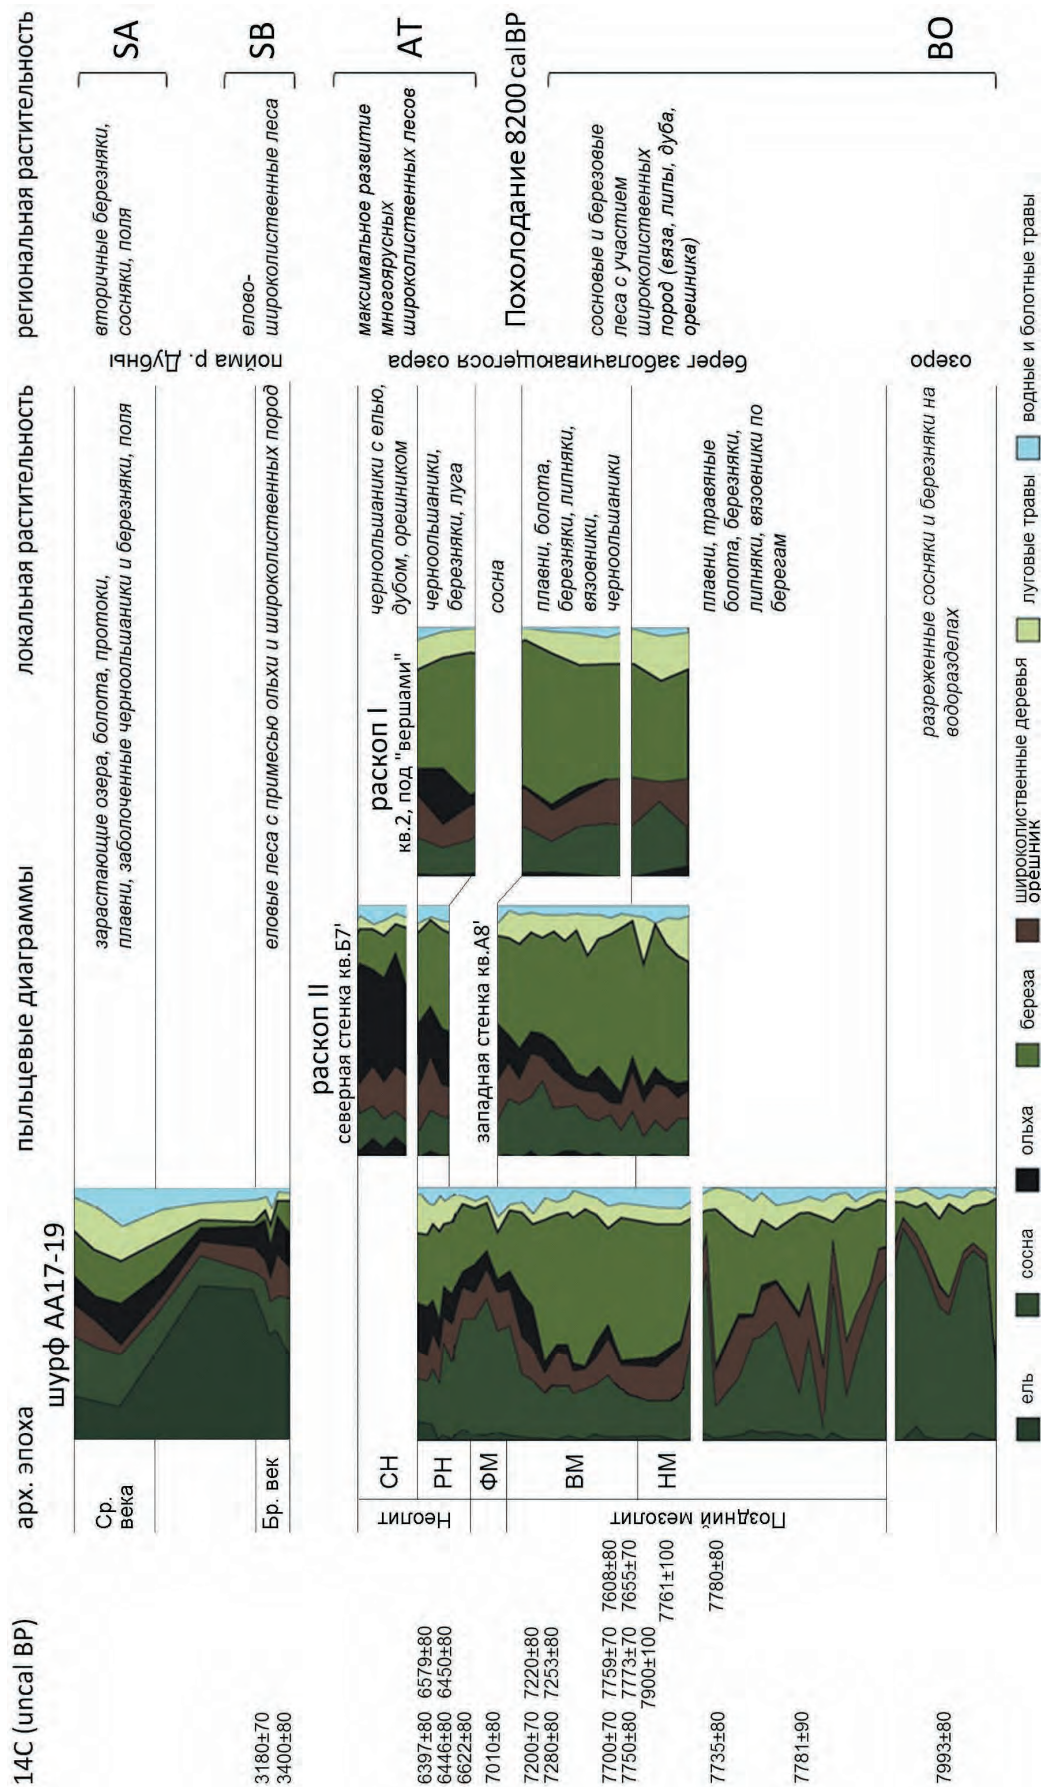 14С (uncal BP)
арх. эпоха
пыльцевые диаграммы
локальная растительность
региональная растительность
3180±70
3400±80
6397±80 6579±80
6446±80 6450±80
6622±80
7010±80
7200±70 7220±80
7280±80 7253±80
7700±70 7759±70 7608±80
7750±80 7773±70 7655±70
7900±100
7761±100
7735±80 7780±80
7781±90
7993±80
Ср.
века
Бр. век
Неолит
СН
РН
ФМ
ВМ
НМ
Поздний мезолит
шурф АА17-19
раскоп II
северная стенка кв.Б7'
западная стенка кв.А8'
раскоп I
кв.2, под "вершами"
зарастающие озера, болота, протоки,
плавни, заболоченные черноольшаники и березняки, поля
еловые леса с примесью ольхи и широколиственных пород
черноольшаники с елью,
дубом, орешником
черноольшаники,
березняки, луга
сосна
плавни, болота,
березняки, липняки,
вязовники,
черноольшаники
плавни, травяные
болота, березняки,
липняки, вязовники по
берегам
разреженные сосняки и березняки на
водоразделах
пойма р. Дубны
берег заболачивающегося озера
озеро
вторичные березняки,
сосняки, поля
елово-
широколиственные леса
максимальное развитие
многоярусных
широколиственных лесов
Похолодание 8200 cal BP
сосновые и березовые
леса с участием
широколиственных
пород (вяза, липы, дуба,
орешника)
SA
SB
AT
BO
ель
сосна
ольха
береза
широколиственные деревья
орешник
луговые травы
водные и болотные травы